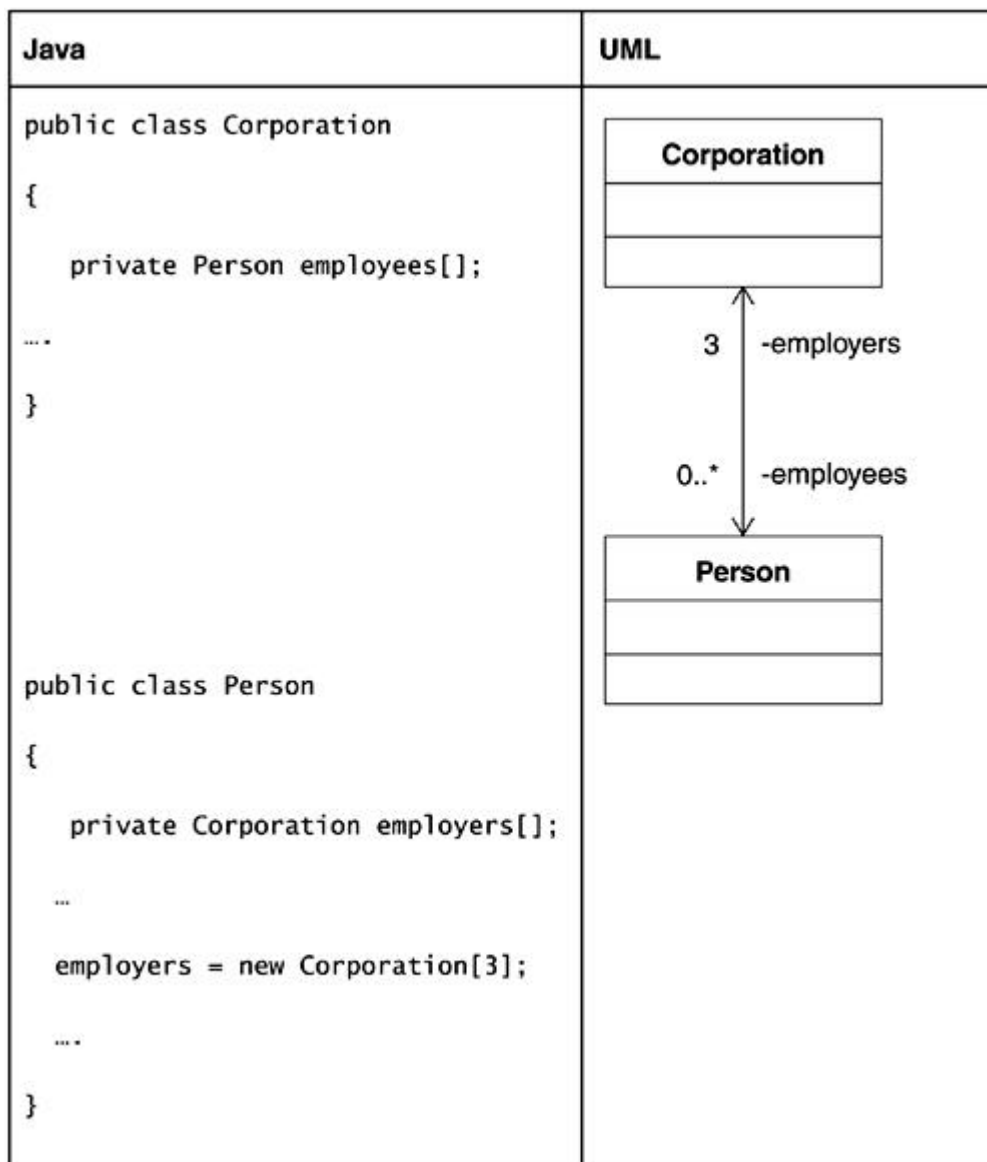 Java
public class Corporation
{
private Person employees[];
….
}
public class Person
{
private Corporation employers[];
…
employers = new Corporation[3];
….
}
UML
Corporation
3 -employers
0..* -employees
Person